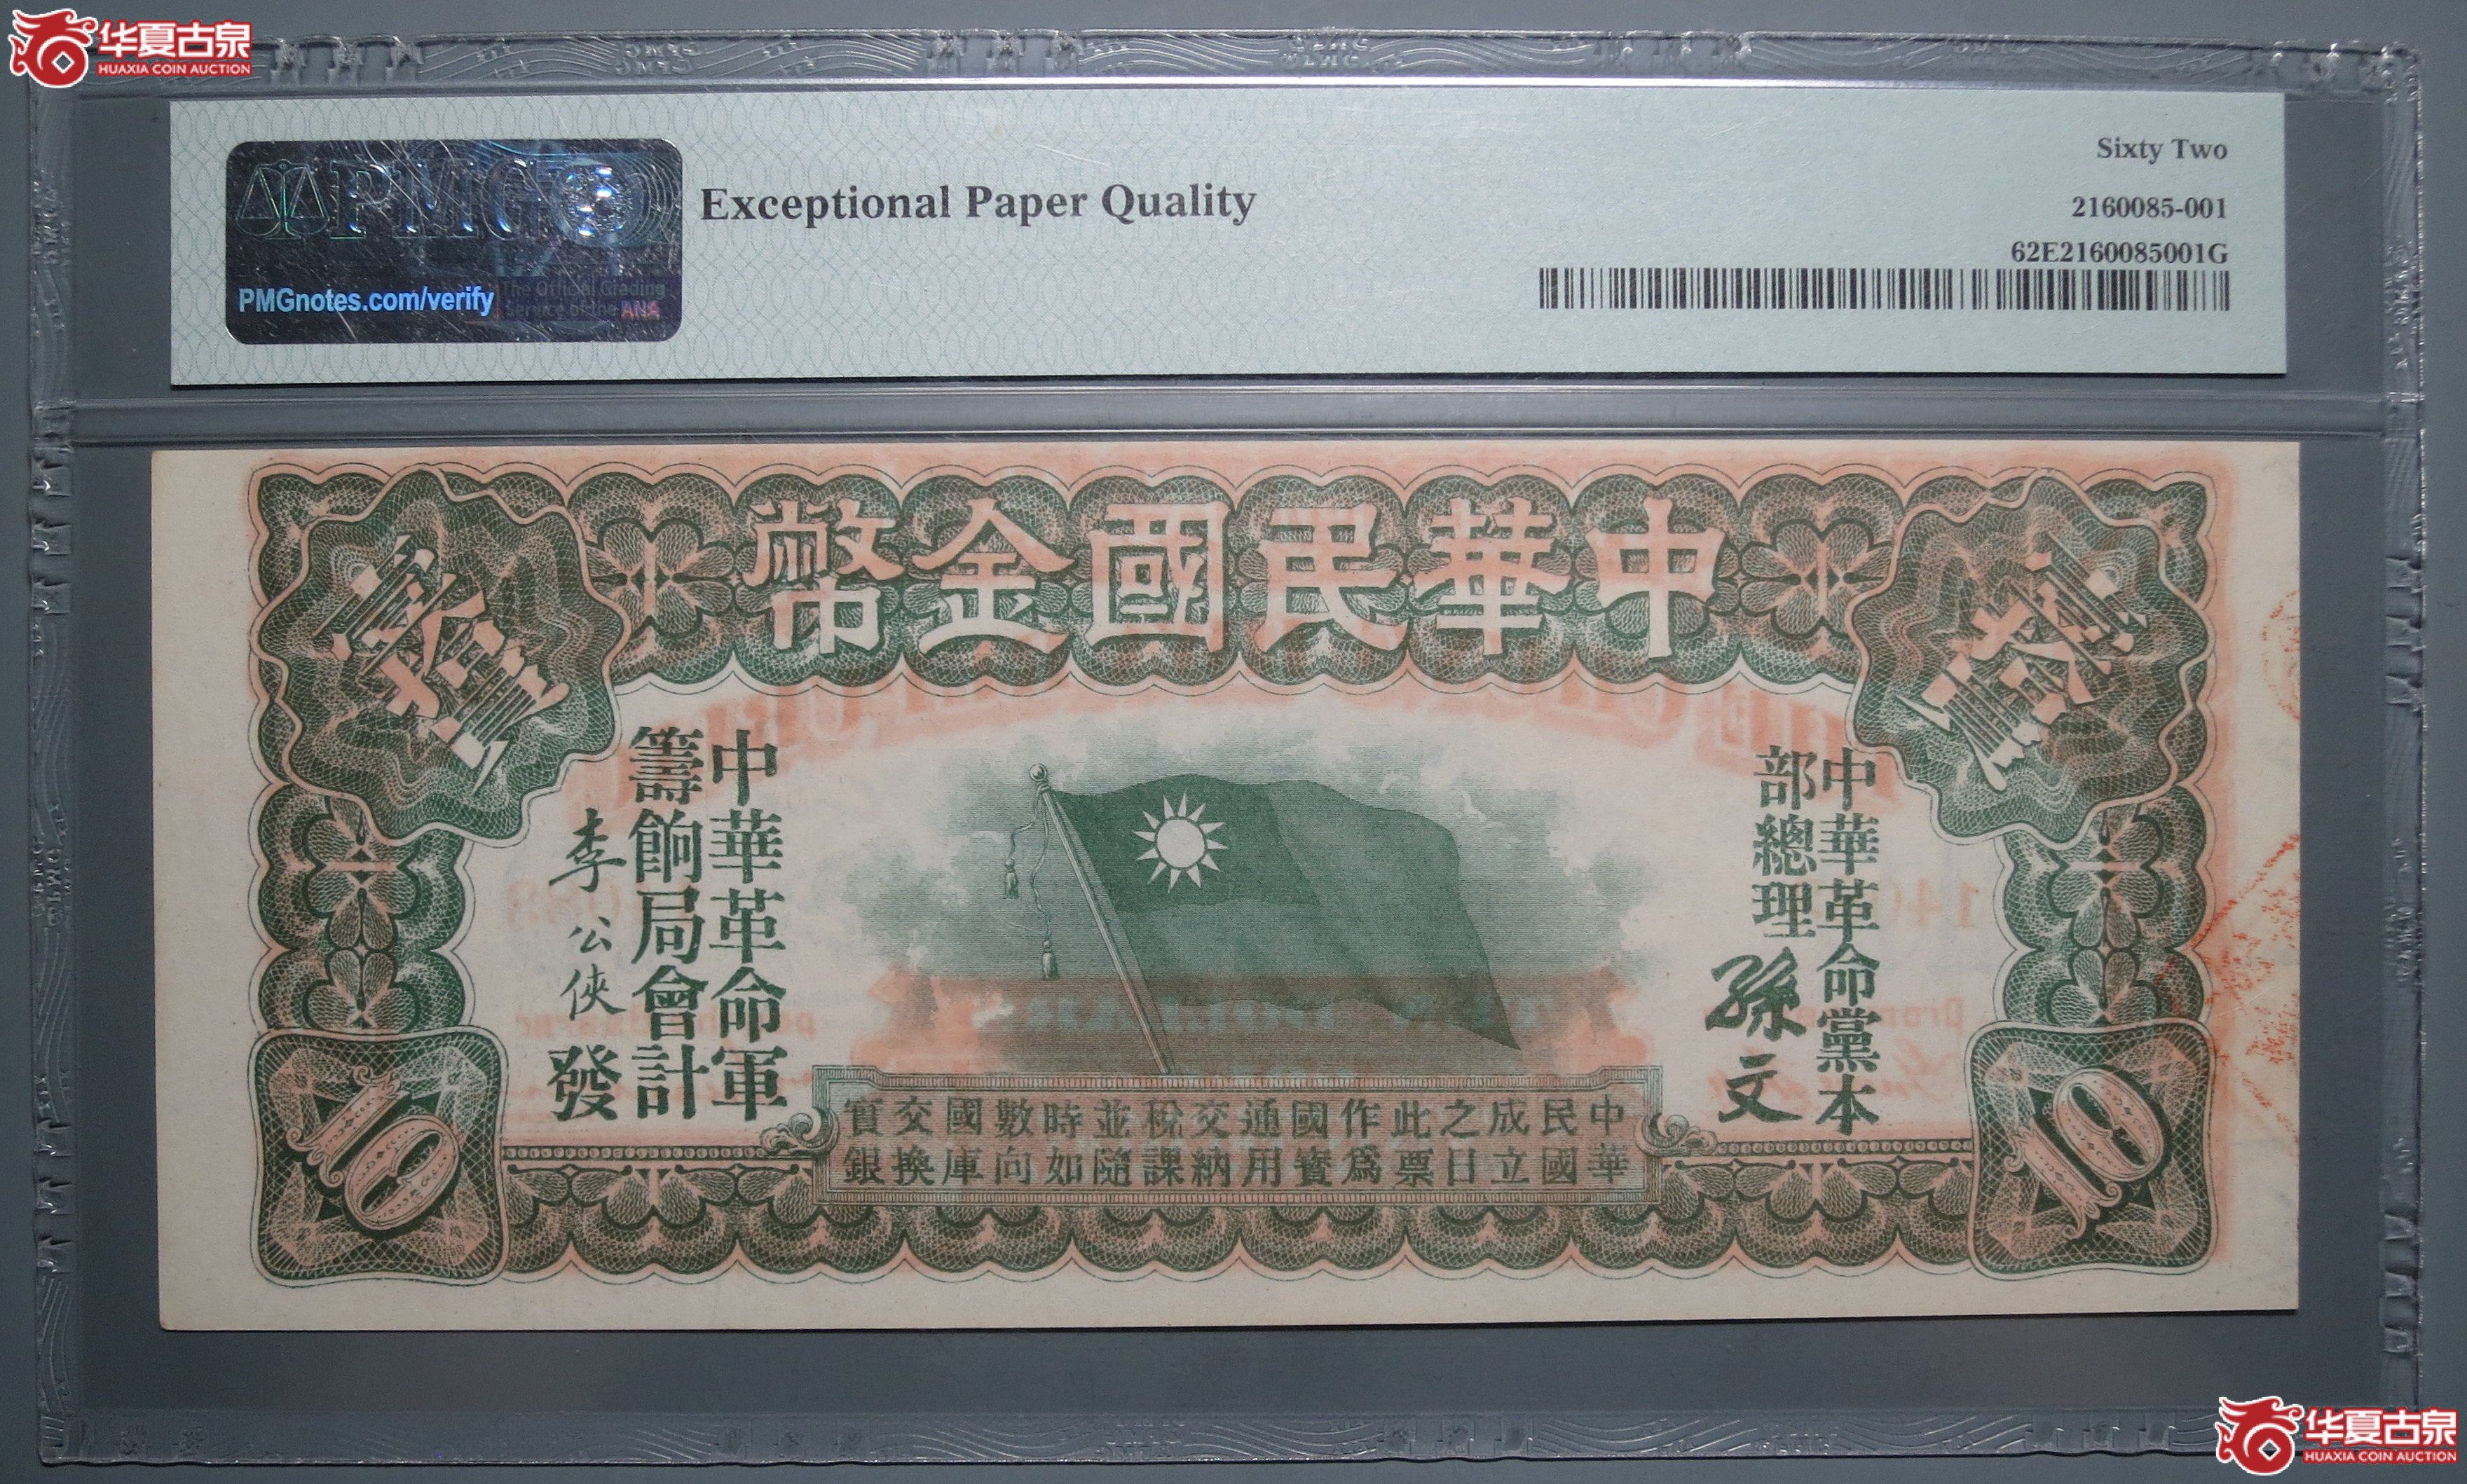 华夏古泉
HUAXIA COIN AUCTION
PMG
PMGnotes.com/verify
The Official Grading
Service of the ANA
Exceptional Paper Quality
Sixty Two
2160085-001
62E2160085001G
中華民國金幣
中華革命黨本
部總理
孫文
中華革命軍
籌餉局會計
李公俠發
中華民國成立之日此票作爲國寳通用交納稅課並隨時如數向國庫交換實銀
10
10
华夏古泉
HUAXIA COIN AUCTION